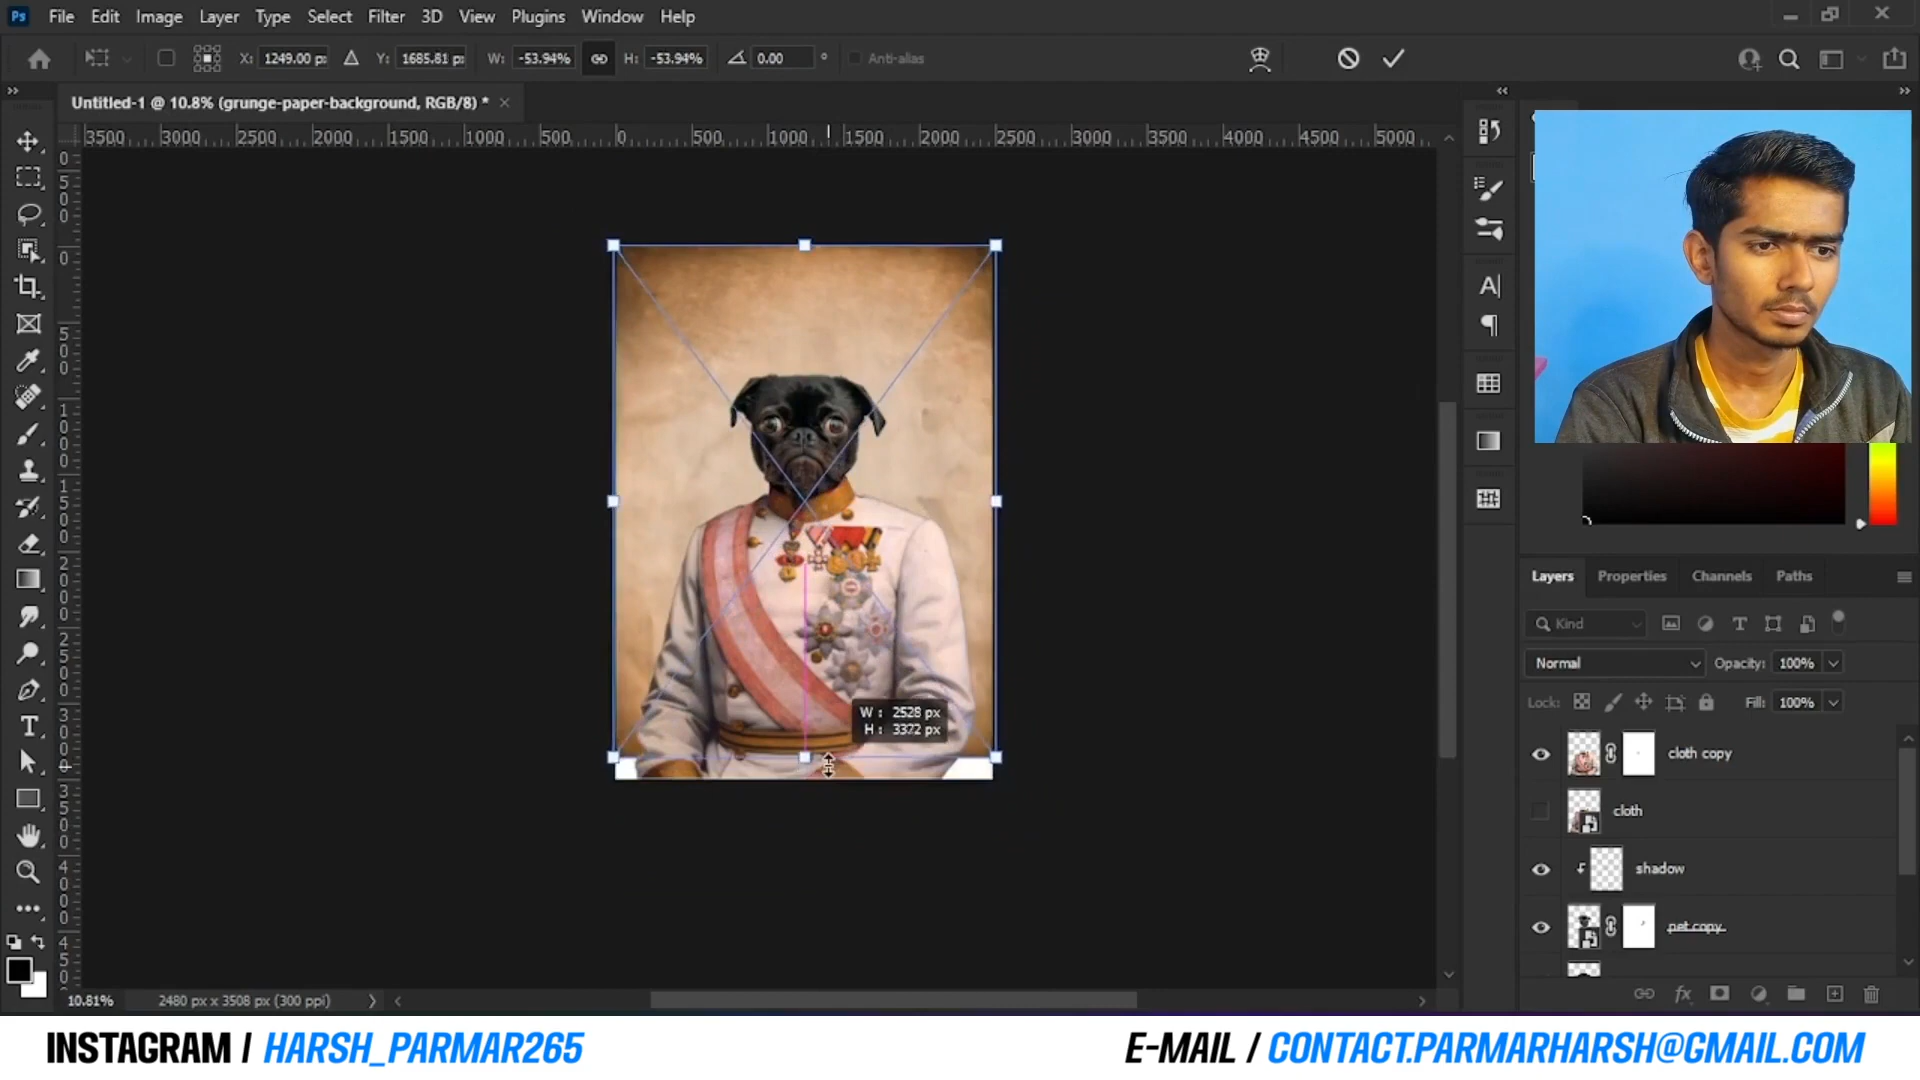 Ps File Edit Image Layer Type Select Filter 3D View Plugins Window Help
X: 1249.00 p: Y: 1685.81 p: W: -53.94% H: -53.94% 0.00 ° Anti-alias
Untitled-1 @ 10.8% (grunge-paper-background, RGB/8) *
3500 3000 2500 2000 1500 1000 500 0 500 1000 1500 2000 2500 3000 3500 4000 4500 5000
W : 2528 px
H : 3372 px
Layers Properties Channels Paths
Kind
Normal Opacity: 100%
Lock: Fill: 100%
cloth copy
cloth
shadow
pet copy
10.81% 2480 px x 3508 px (300 ppi)
INSTAGRAM / HARSH_PARMAR265
E-MAIL / CONTACT.PARMARHARSH@GMAIL.COM